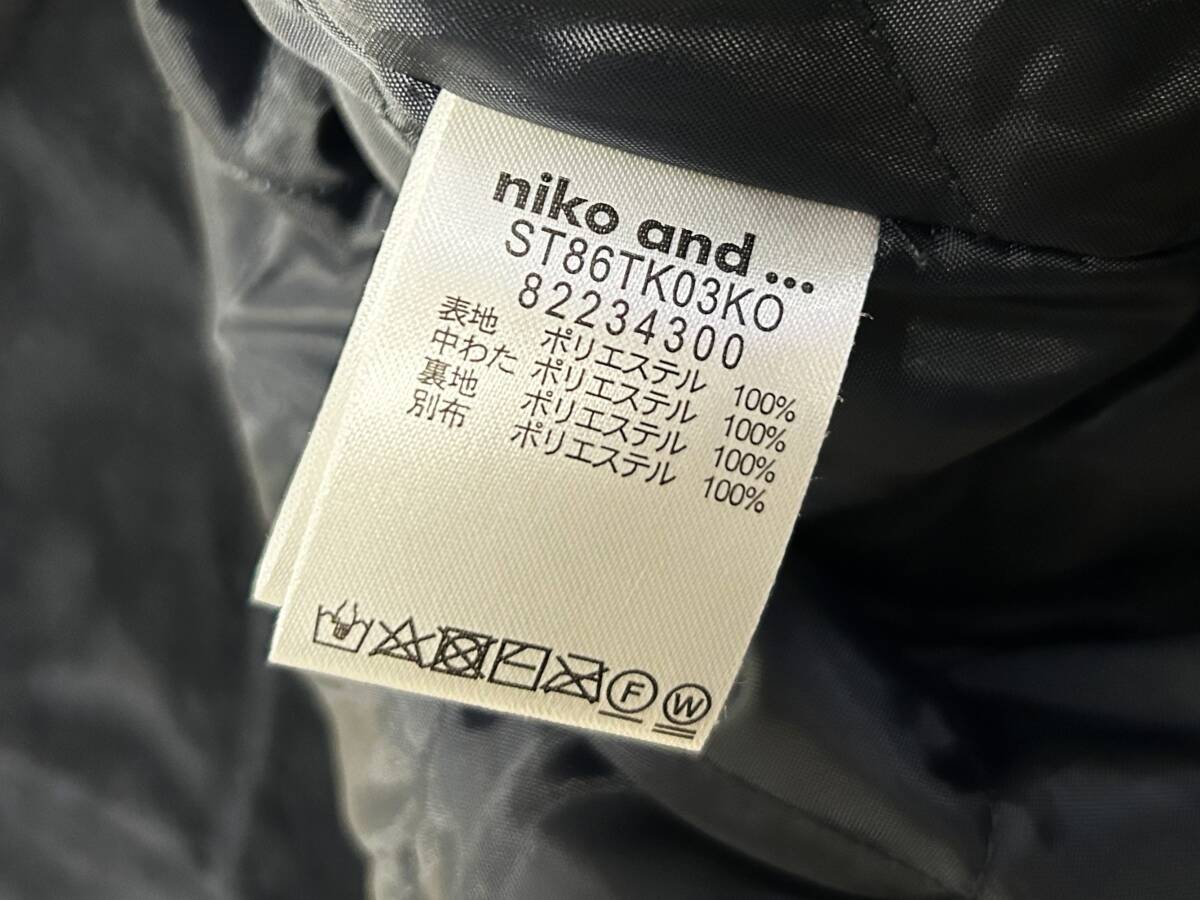 niko and ...
ST86TK03KO
82234300
表地 ポリエステル 100%
中わた ポリエステル 100%
裏地 ポリエステル 100%
別布 ポリエステル 100%
F W